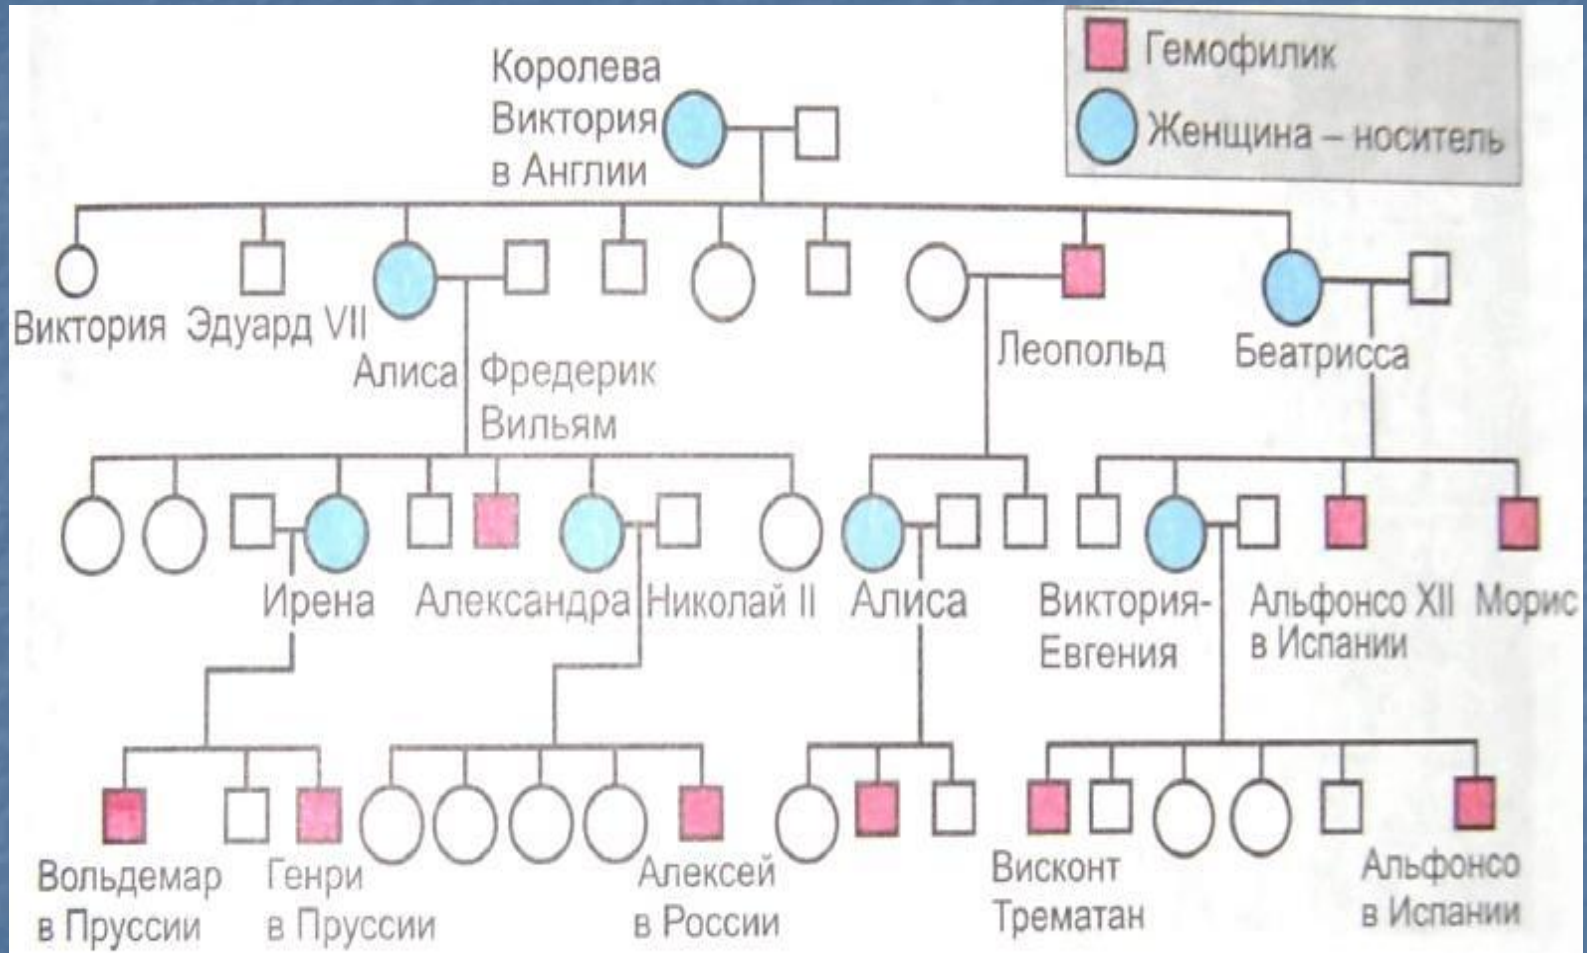 Королева
Виктория
в Англии
Гемофилик
Женщина – носитель
Виктория
Эдуард VII
Алиса
Фредерик
Вильям
Леопольд
Беатрисса
Ирена
Александра
Николай II
Алиса
Виктория-
Евгения
Альфонсо XII
в Испании
Морис
Вольдемар
в Пруссии
Генри
в Пруссии
Алексей
в России
Висконт
Трематан
Альфонсо
в Испании